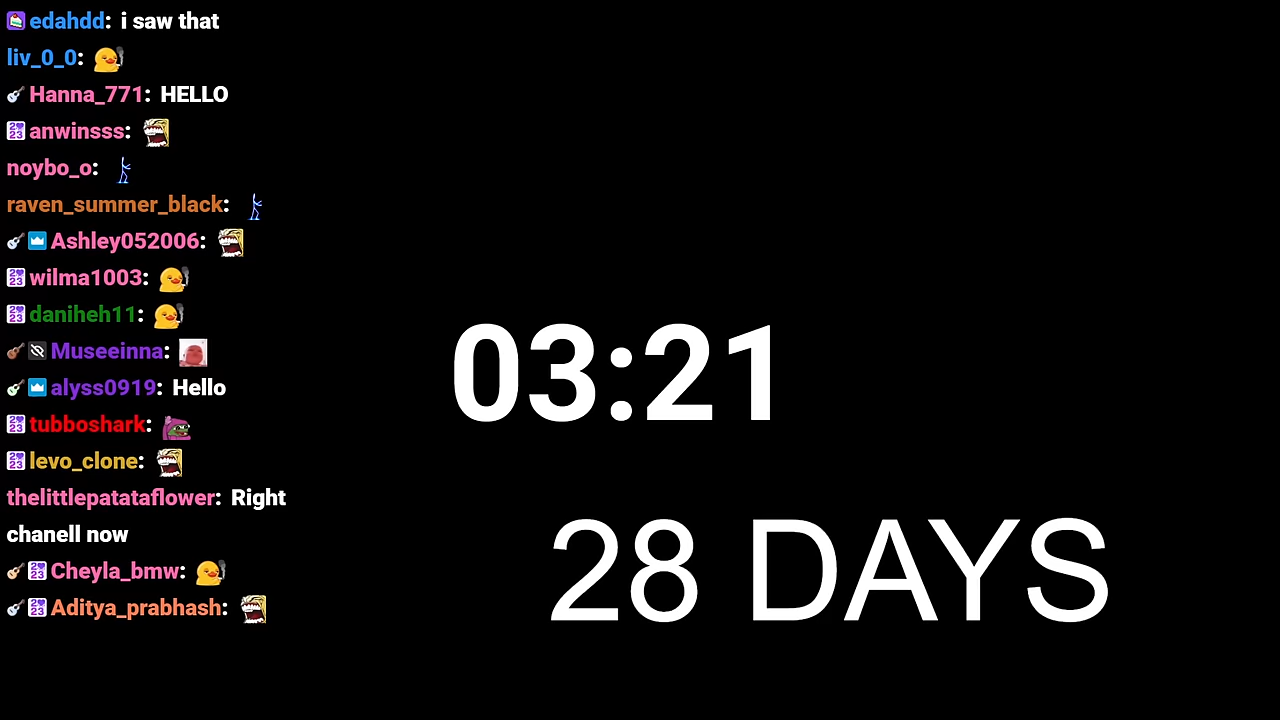 edahdd: i saw that
liv_0_0:
Hanna_771: HELLO
anwinsss:
noybo_o:
raven_summer_black:
Ashley052006:
wilma1003:
daniheh11:
Museeinna:
alyss0919: Hello
tubboshark:
levo_clone:
thelittlepatataflower: Right
chanell now
Cheyla_bmw:
Aditya_prabhash:
03:21
28 DAYS